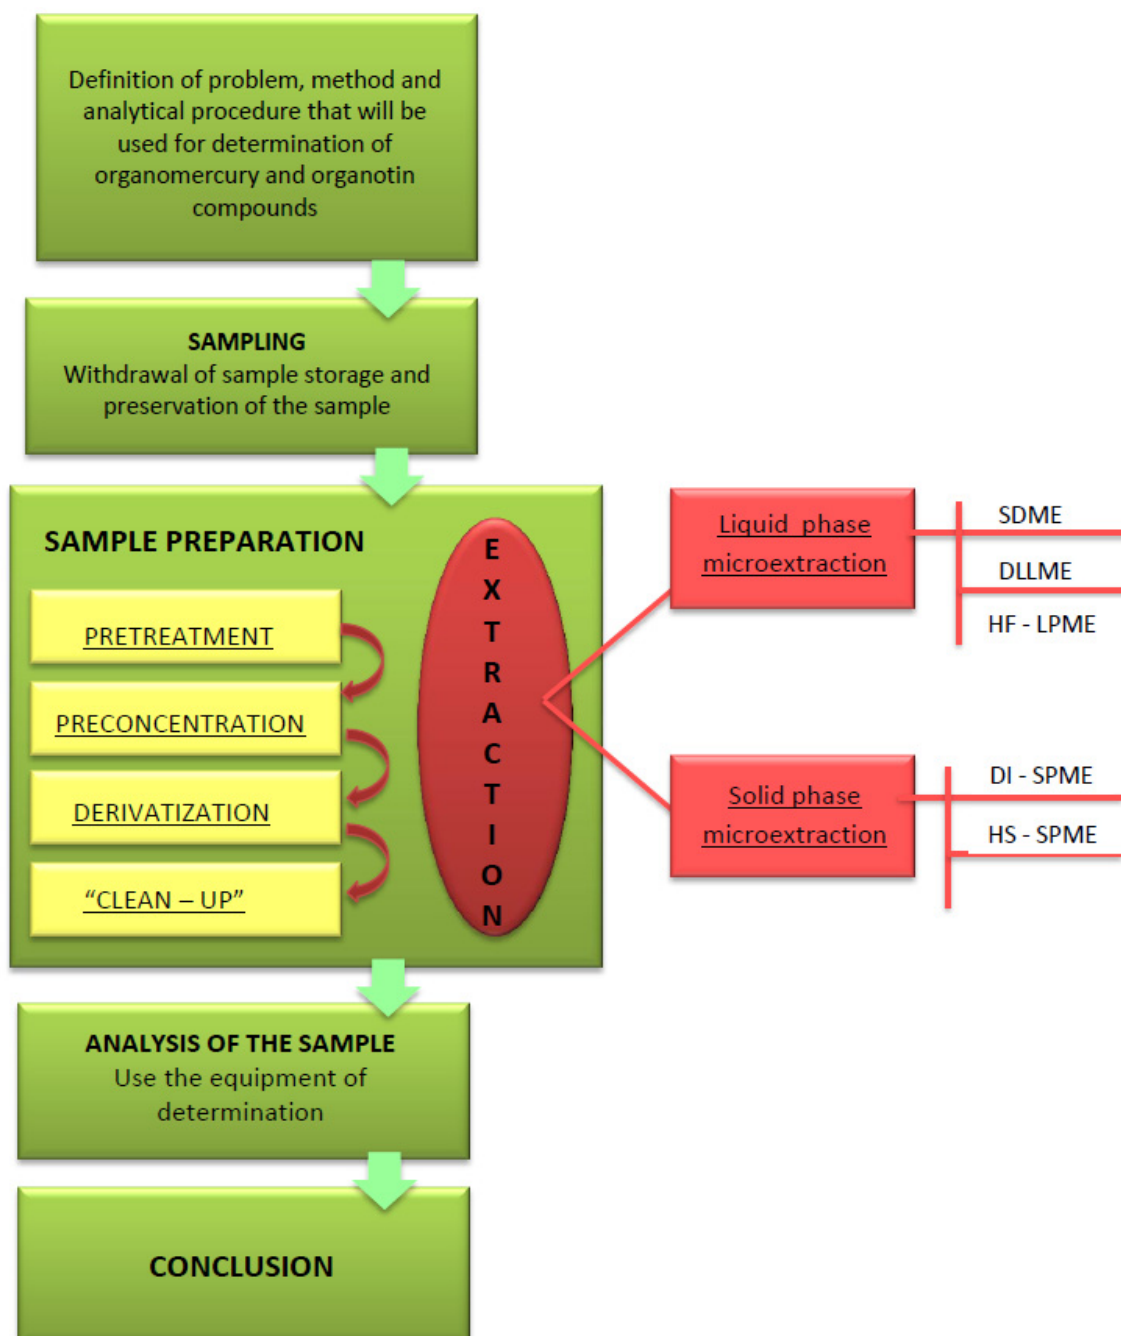 Definition of problem, method and
analytical procedure that will be
used for determination of
organomercury and organotin
compounds
SAMPLING
Withdrawal of sample storage and
preservation of the sample
SAMPLE PREPARATION
PRETREATMENT
PRECONCENTRATION
DERIVATIZATION
“CLEAN – UP”
EXTRACTION
Liquid phase
microextraction
SDME
DLLME
HF - LPME
Solid phase
microextraction
DI - SPME
HS - SPME
ANALYSIS OF THE SAMPLE
Use the equipment of
determination
CONCLUSION